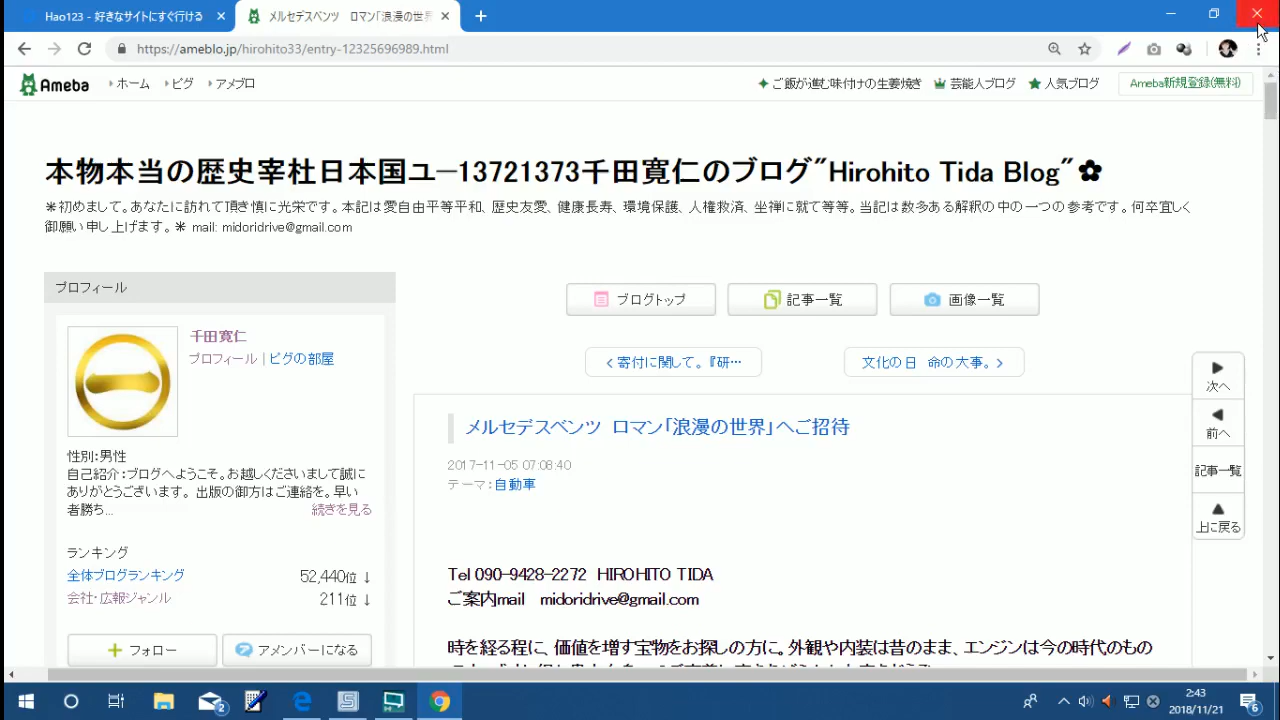 Hao123 - 好きなサイトにすぐ行ける
メルセデスベンツ ロマン「浪漫の世界
https://ameblo.jp/hirohito33/entry-12325696989.html
Ameba ホーム ピグ アメブロ
ご飯が進む味付けの生姜焼き 芸能人ブログ 人気ブログ Ameba新規登録(無料)
本物本当の歴史宰社日本国ユー13721373千田寛仁のブログ"Hirohito Tida Blog"✿
＊初めまして。あなたに訪れて頂き慎に光栄です。本記は愛自由平等平和、歴史友愛、健康長寿、環境保護、人権救済、坐禅に就て等等。当記は数多ある解釈の中の一つの参考です。何卒宜しく
御願い申し上げます。＊ mail: midoridrive@gmail.com
プロフィール
千田寛仁
プロフィール | ピグの部屋
性別：男性
自己紹介：ブログへようこそ。お越しくださいまして誠に
ありがとうございます。出版の御方はご連絡を。早い
者勝ち... 続きを見る
ランキング
全体ブログランキング 52,440位 ↓
会社・広報ジャンル 211位 ↓
フォロー アメンバーになる
ブログトップ 記事一覧 画像一覧
< 寄付に関して。『研… 文化の日 命の大事。 >
メルセデスベンツ ロマン「浪漫の世界」へご招待
2017-11-05 07:08:40
テーマ：自動車
Tel 090-9428-2272 HIROHITO TIDA
ご案内mail midoridrive@gmail.com
時を経る程に、価値を増す宝物をお探しの方に。外観や内装は昔のまま、エンジンは今の時代のもの
次へ
前へ
記事一覧
上に戻る
2
2:43
2018/11/21
6